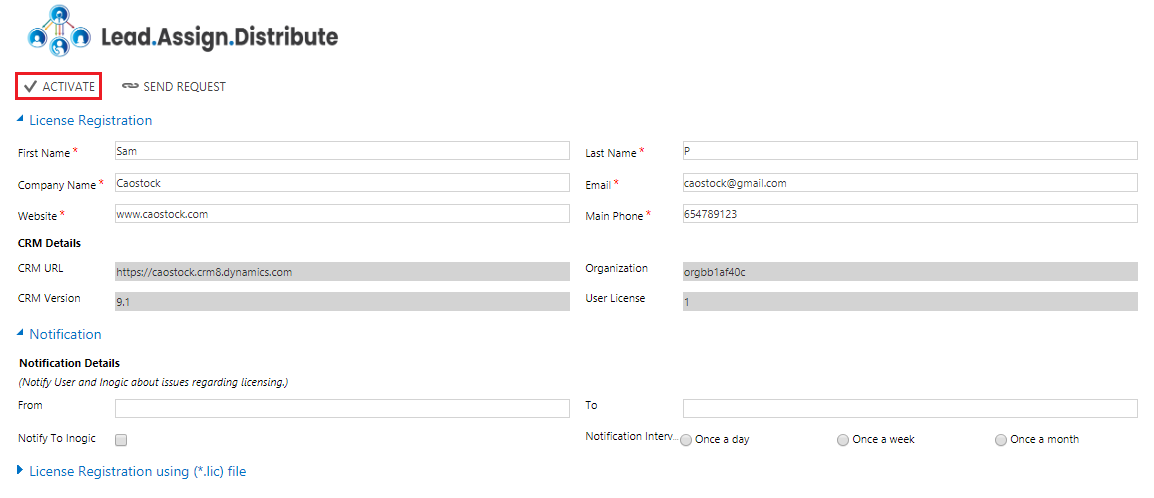 Lead.Assign.Distribute
ACTIVATE SEND REQUEST
License Registration
First Name * Sam Last Name * P
Company Name * Caostock Email * caostock@gmail.com
Website * www.caostock.com Main Phone * 654789123
CRM Details
CRM URL https://caostock.crm8.dynamics.com Organization orgbb1af40c
CRM Version 9.1 User License 1
Notification
Notification Details
(Notify User and Inogic about issues regarding licensing.)
From To
Notify To Inogic Notification Interv... Once a day Once a week Once a month
License Registration using (*.lic) file